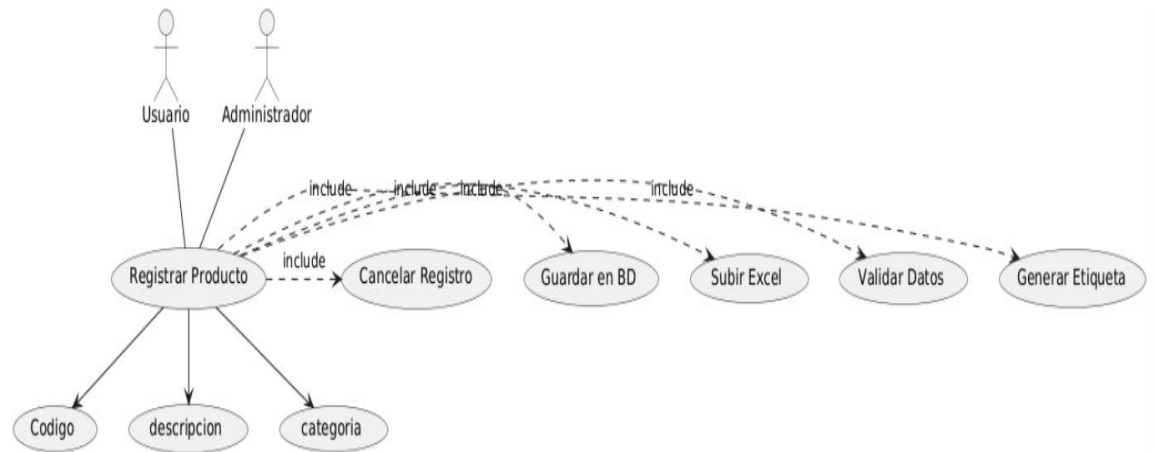 Usuario
Administrador
include
include
include
include
include
Registrar Producto
Cancelar Registro
Guardar en BD
Subir Excel
Validar Datos
Generar Etiqueta
Codigo
descripcion
categoria